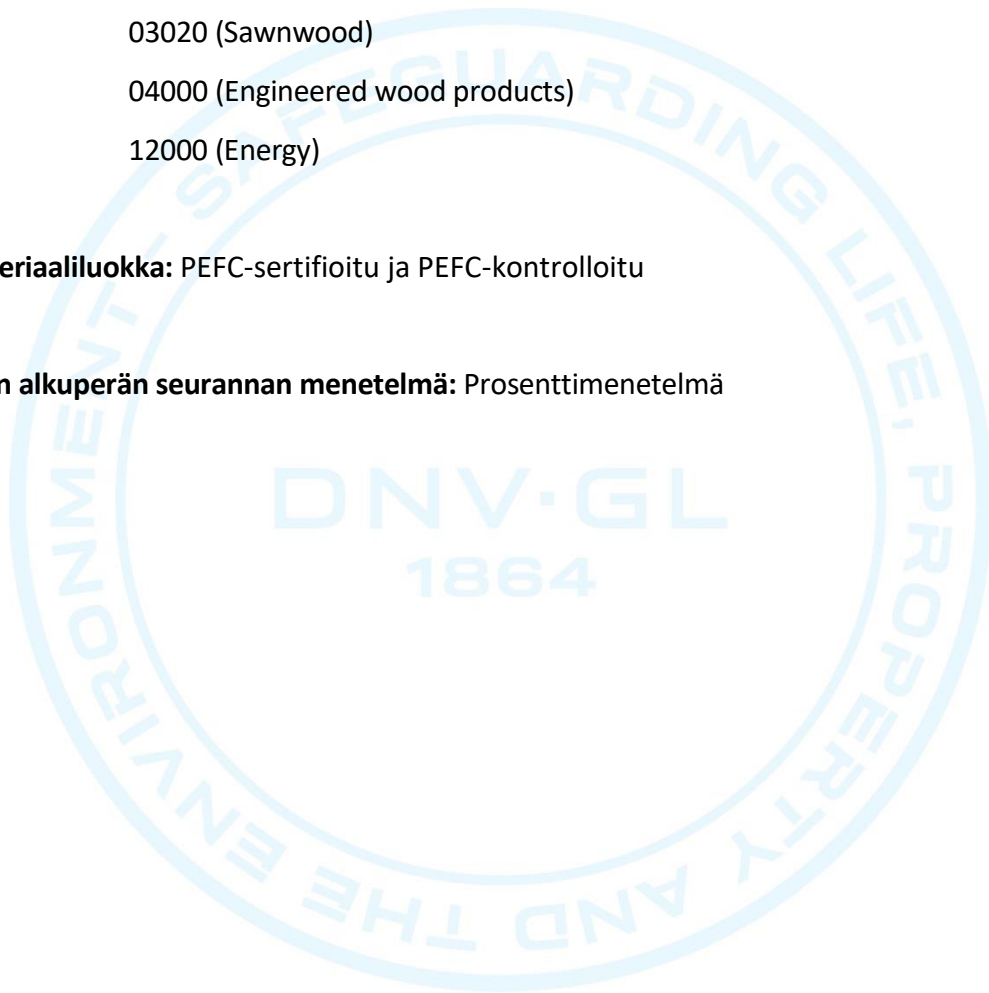 03020 (Sawnwood)
04000 (Engineered wood products)
12000 (Energy)
eriaaliluokka: PEFC-sertifioitu ja PEFC-kontrolloitu
n alkuperän seurannan menetelmä: Prosenttimenetelmä
SAFEGUARDING LIFE, PROPERTY AND THE ENVIRONMENT
DNV·GL
1864